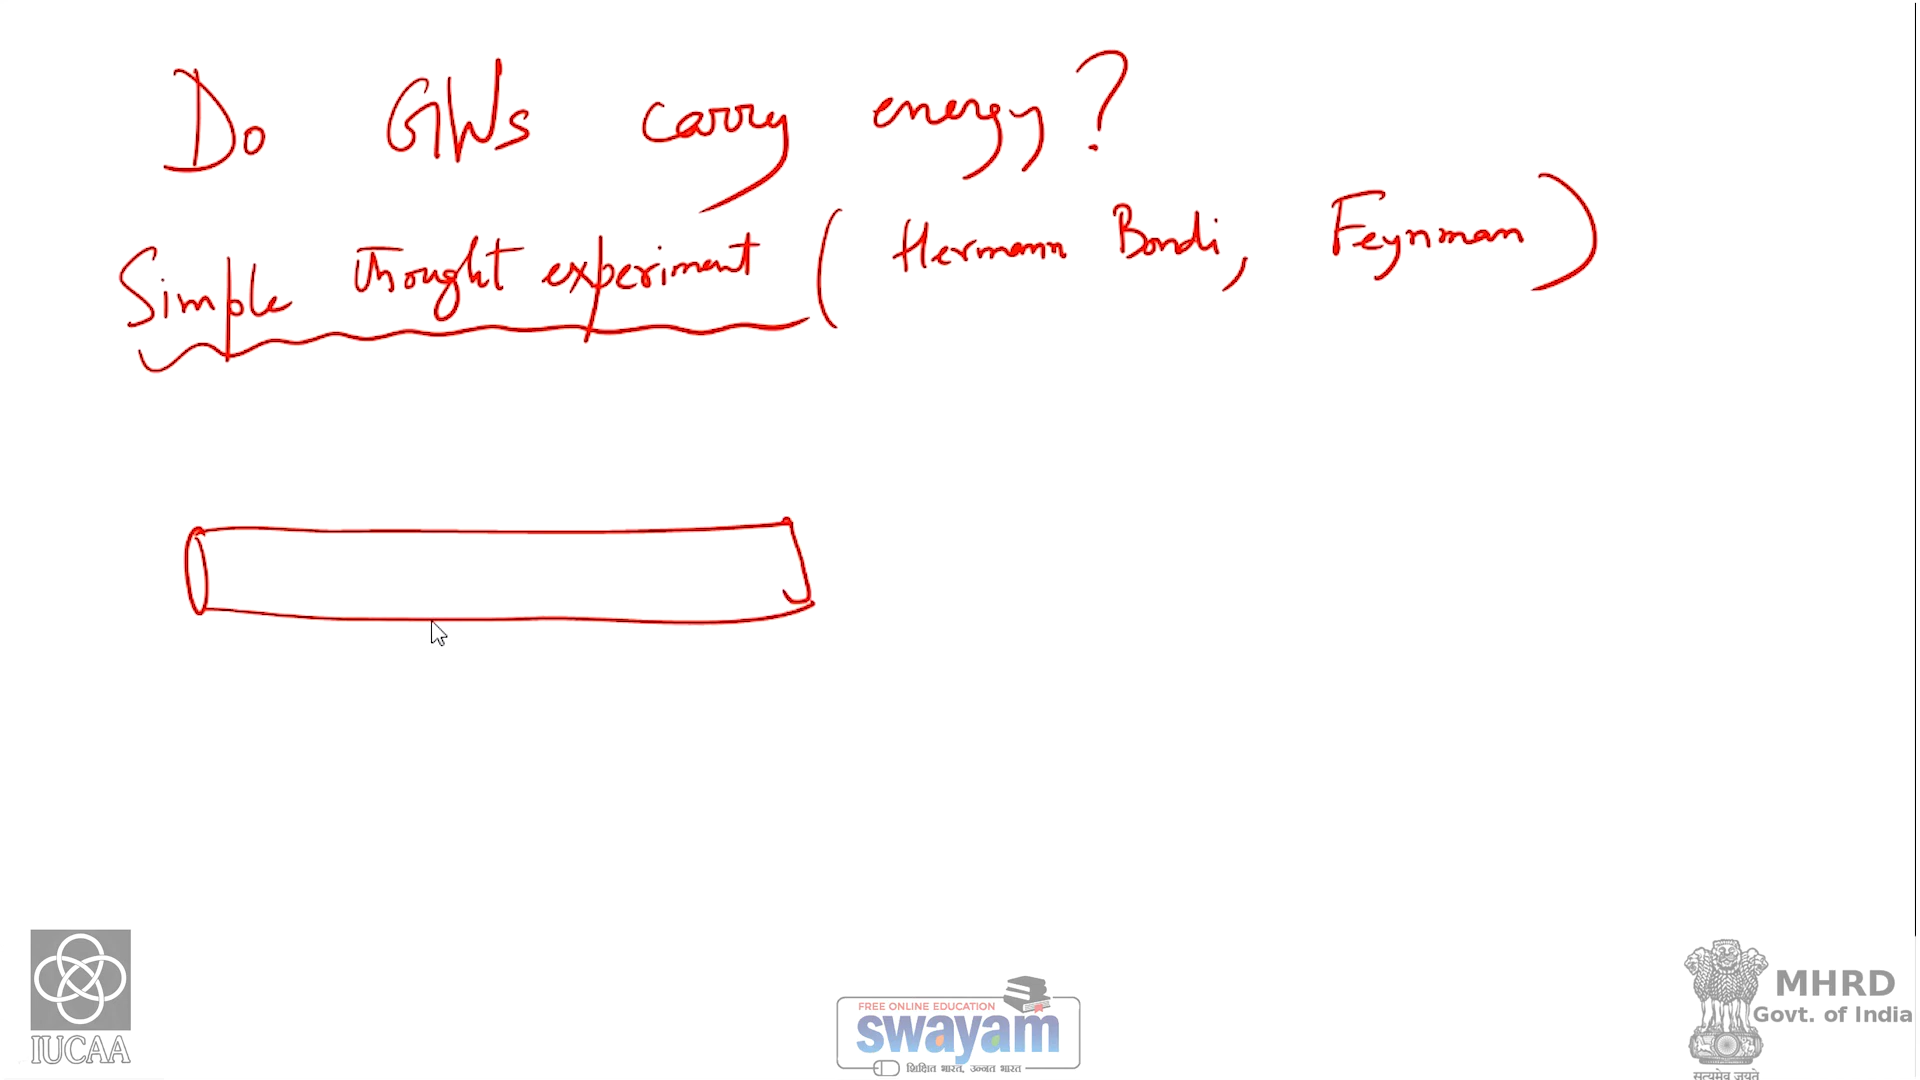 Do GWs carry energy?
Simple thought experiment (Hermann Bondi, Feynman)
IUCAA
FREE ONLINE EDUCATION
swayam
शिक्षित भारत, उन्नत भारत
MHRD
Govt. of India
सत्यमेव जयते